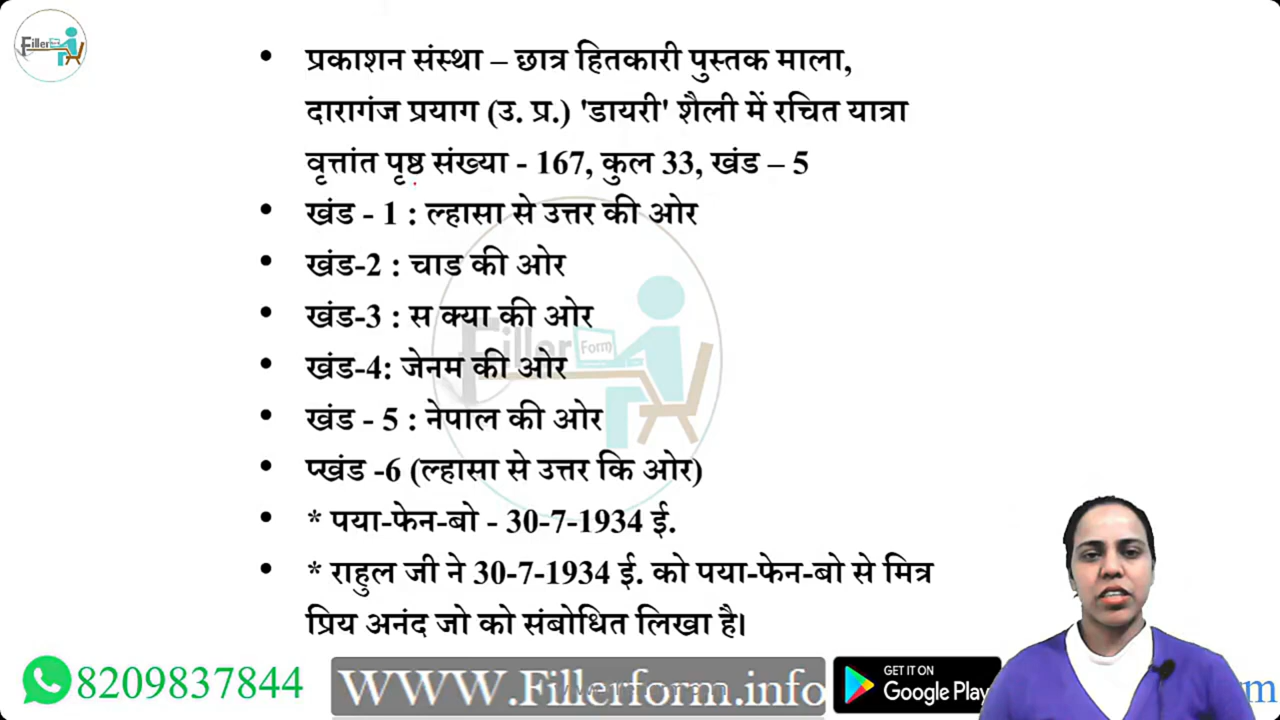 Fillerform
प्रकाशन संस्था – छात्र हितकारी पुस्तक माला,
दारागंज प्रयाग (उ. प्र.) 'डायरी' शैली में रचित यात्रा
वृत्तांत पृष्ठ संख्या - 167, कुल 33, खंड – 5
खंड - 1 : ल्हासा से उत्तर की ओर
खंड-2 : चाड की ओर
खंड-3 : स क्या की ओर
खंड-4: जेनम की ओर
Filler Form
खंड - 5 : नेपाल की ओर
प्खंड -6 (ल्हासा से उत्तर कि ओर)
* पया-फेन-बो - 30-7-1934 ई.
* राहुल जी ने 30-7-1934 ई. को पया-फेन-बो से मित्र
प्रिय अनंद जो को संबोधित लिखा है।
8209837844
WWW.Fillerform.info
GET IT ON
Google Play